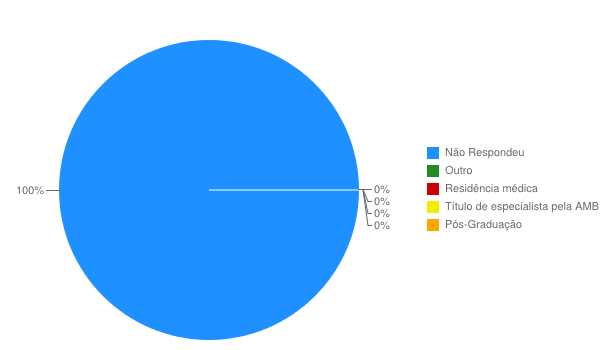 100%
0%
0%
0%
0%
Não Respondeu
Outro
Residência médica
Título de especialista pela AMB
Pós-Graduação